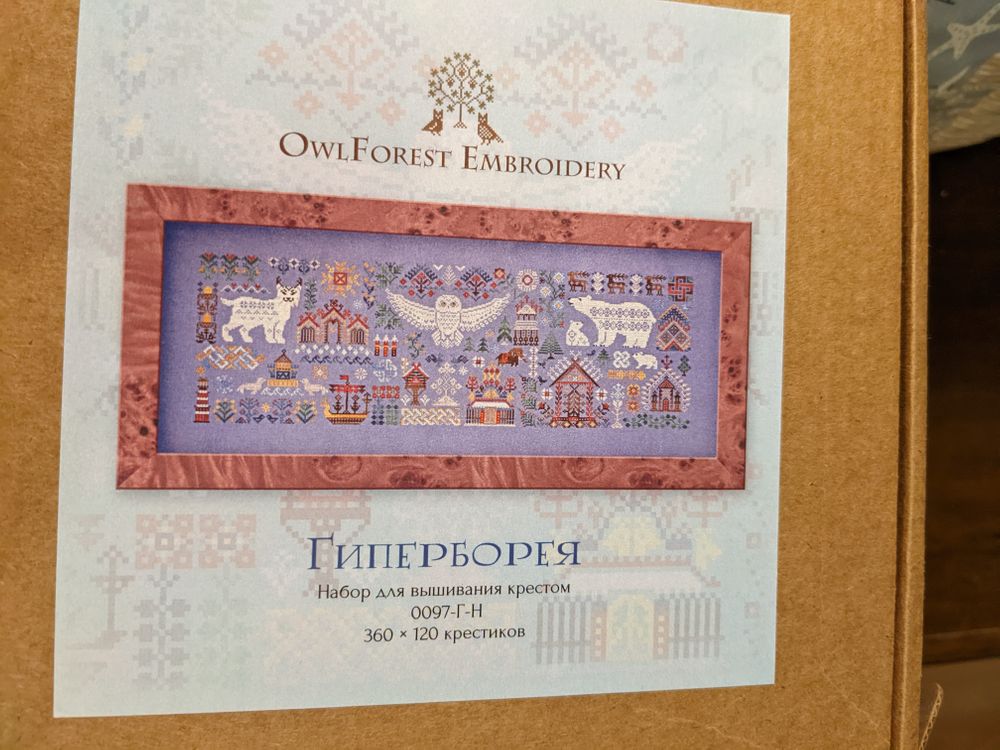 OwlForest Embroidery
Гиперборея
Набор для вышивания крестом
0097-Г-Н
360 × 120 крестиков